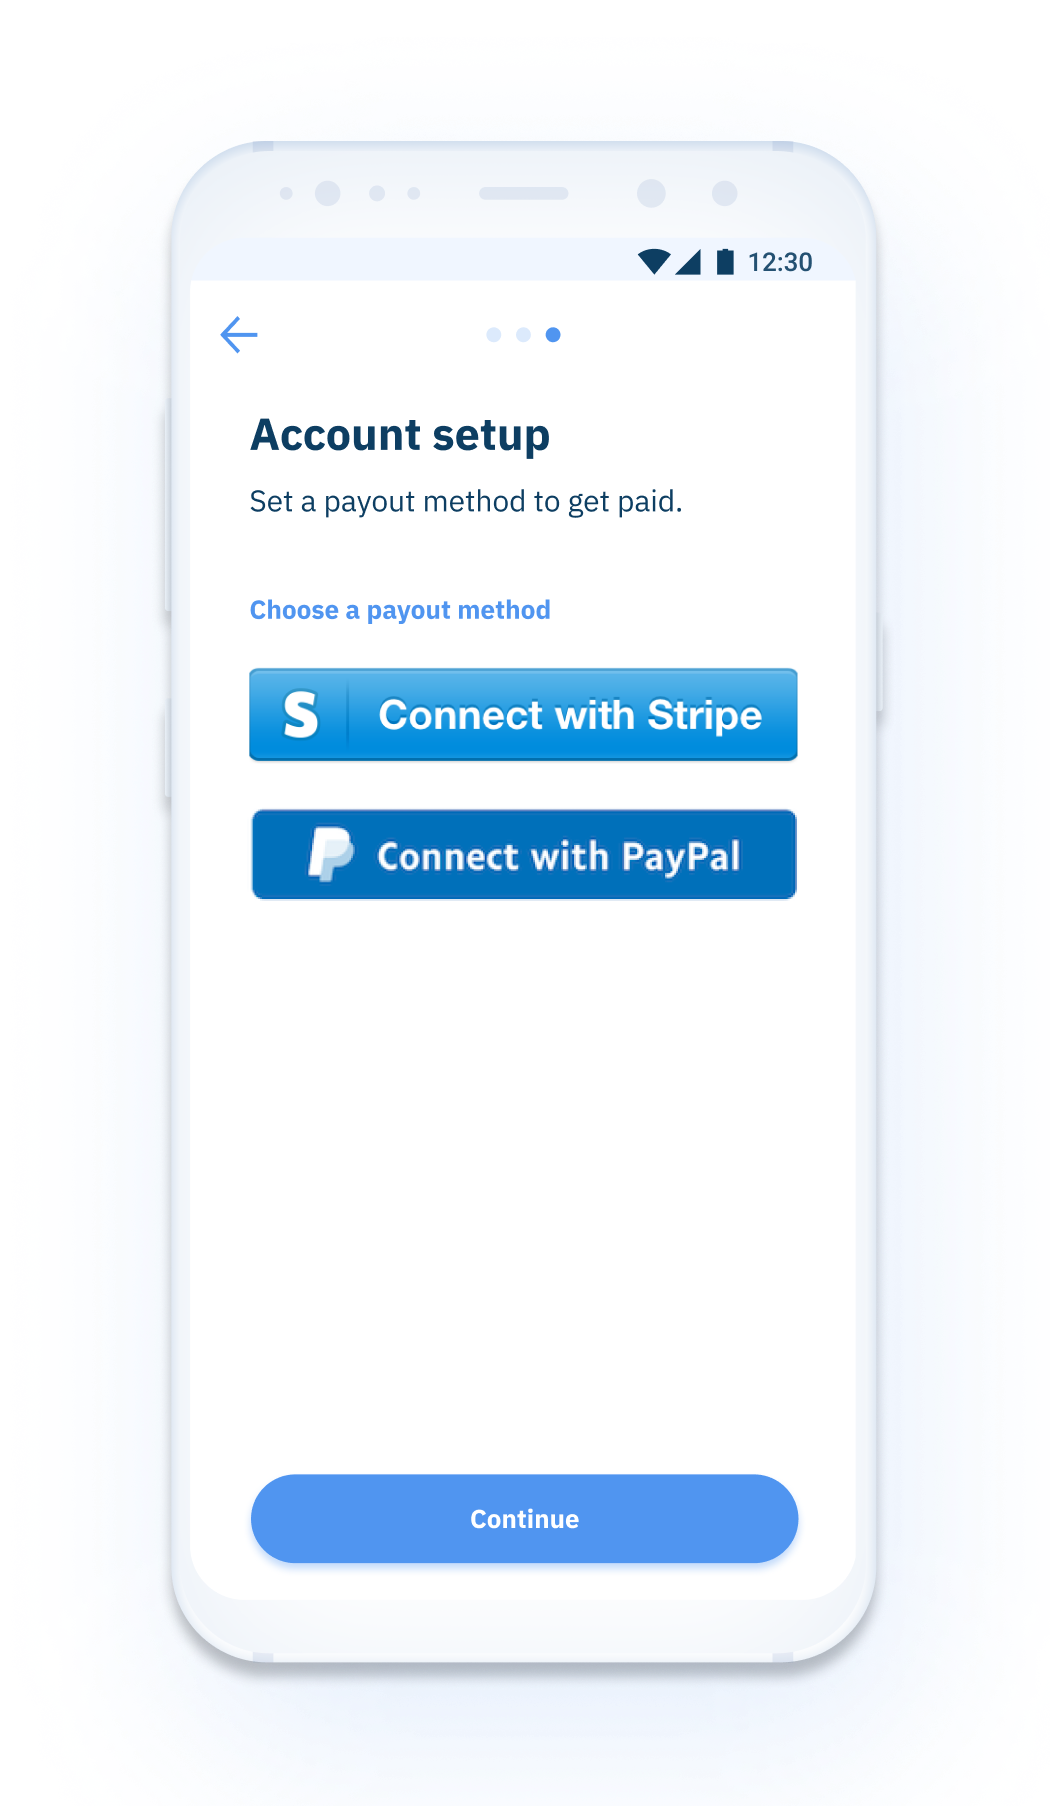 12:30
Account setup
Set a payout method to get paid.
Choose a payout method
S Connect with Stripe
P Connect with PayPal
Continue